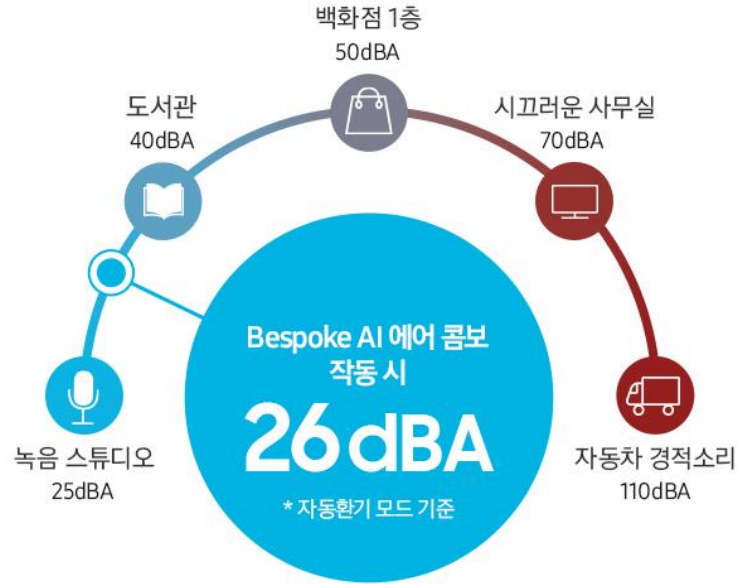 백화점 1층
50dBA
도서관
40dBA
시끄러운 사무실
70dBA
Bespoke AI 에어 콤보
작동 시
26dBA
* 자동환기 모드 기준
녹음 스튜디오
25dBA
자동차 경적소리
110dBA